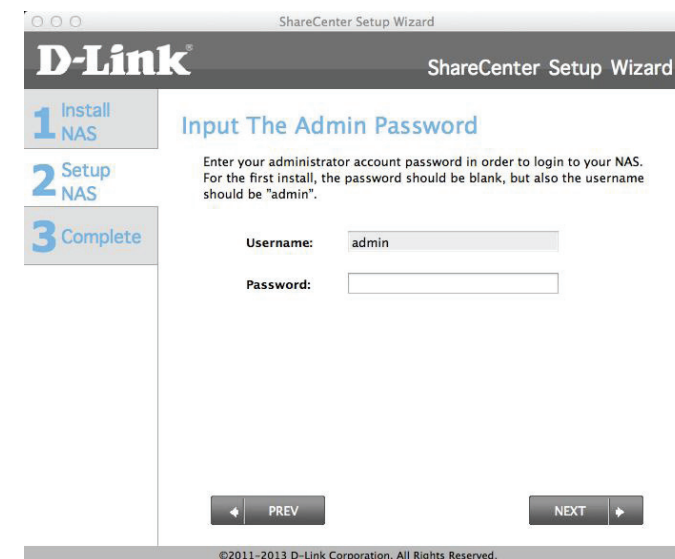 ShareCenter Setup Wizard
D-Link®
ShareCenter Setup Wizard
1 Install NAS
2 Setup NAS
3 Complete
Input The Admin Password
Enter your administrator account password in order to login to your NAS.
For the first install, the password should be blank, but also the username
should be "admin".
Username: admin
Password:
PREV
NEXT
©2011-2013 D-Link Corporation. All Rights Reserved.